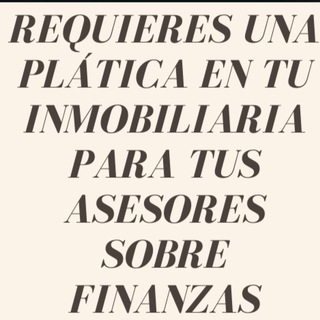 REQUIERES UNA
PLÁTICA EN TU
INMOBILIARIA
PARA TUS
ASESORES
SOBRE
FINANZAS